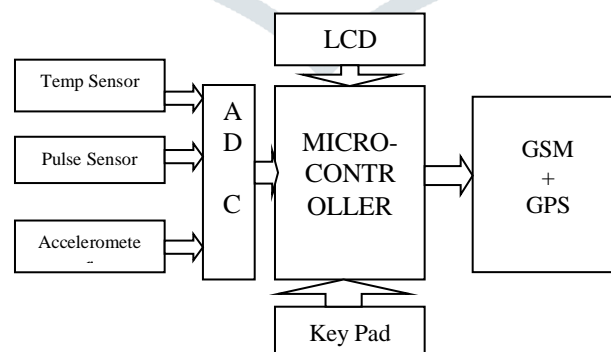 LCD
Temp Sensor
Pulse Sensor
Acceleromete
A
D
C
MICRO-
CONTR
OLLER
GSM
+
GPS
Key Pad